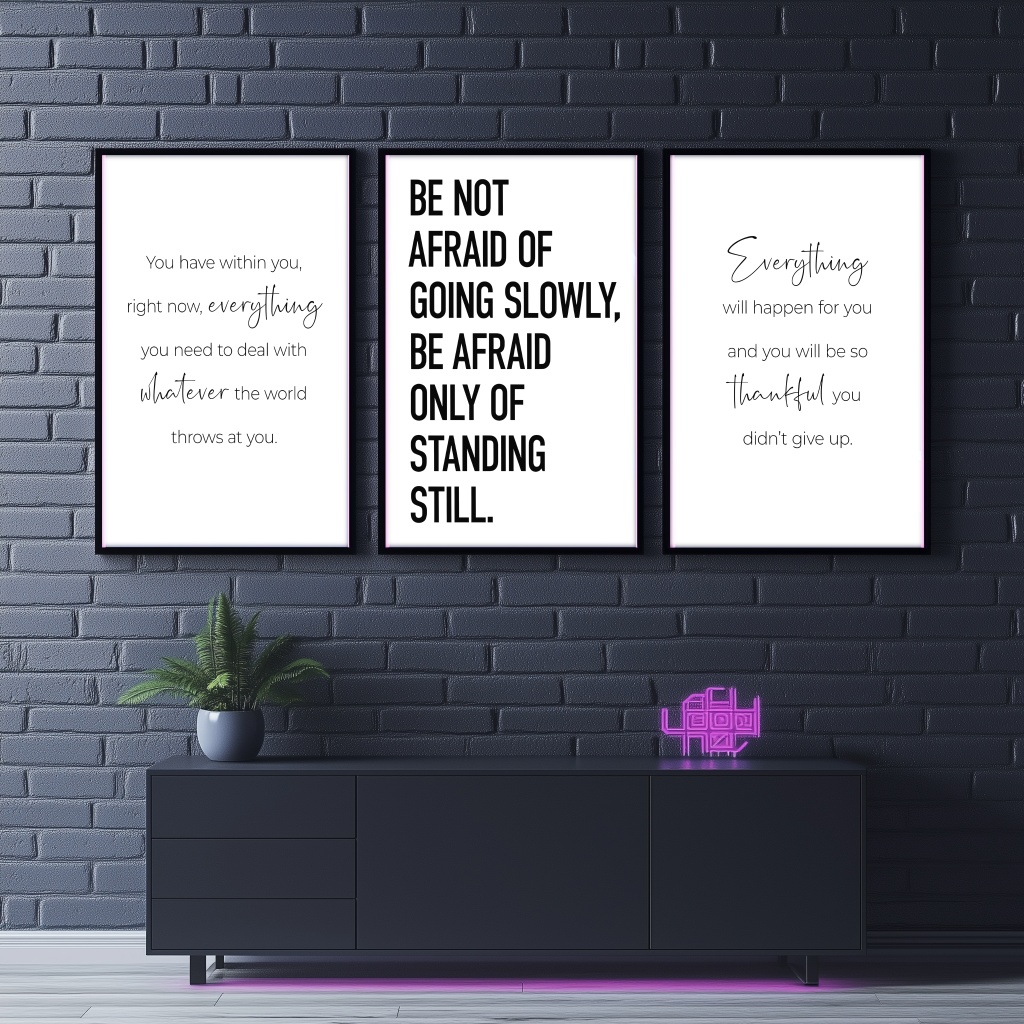 You have within you,
right now, everything
you need to deal with
whatever the world
throws at you.
BE NOT
AFRAID OF
GOING SLOWLY,
BE AFRAID
ONLY OF
STANDING
STILL.
Everything
will happen for you
and you will be so
thankful you
didn't give up.